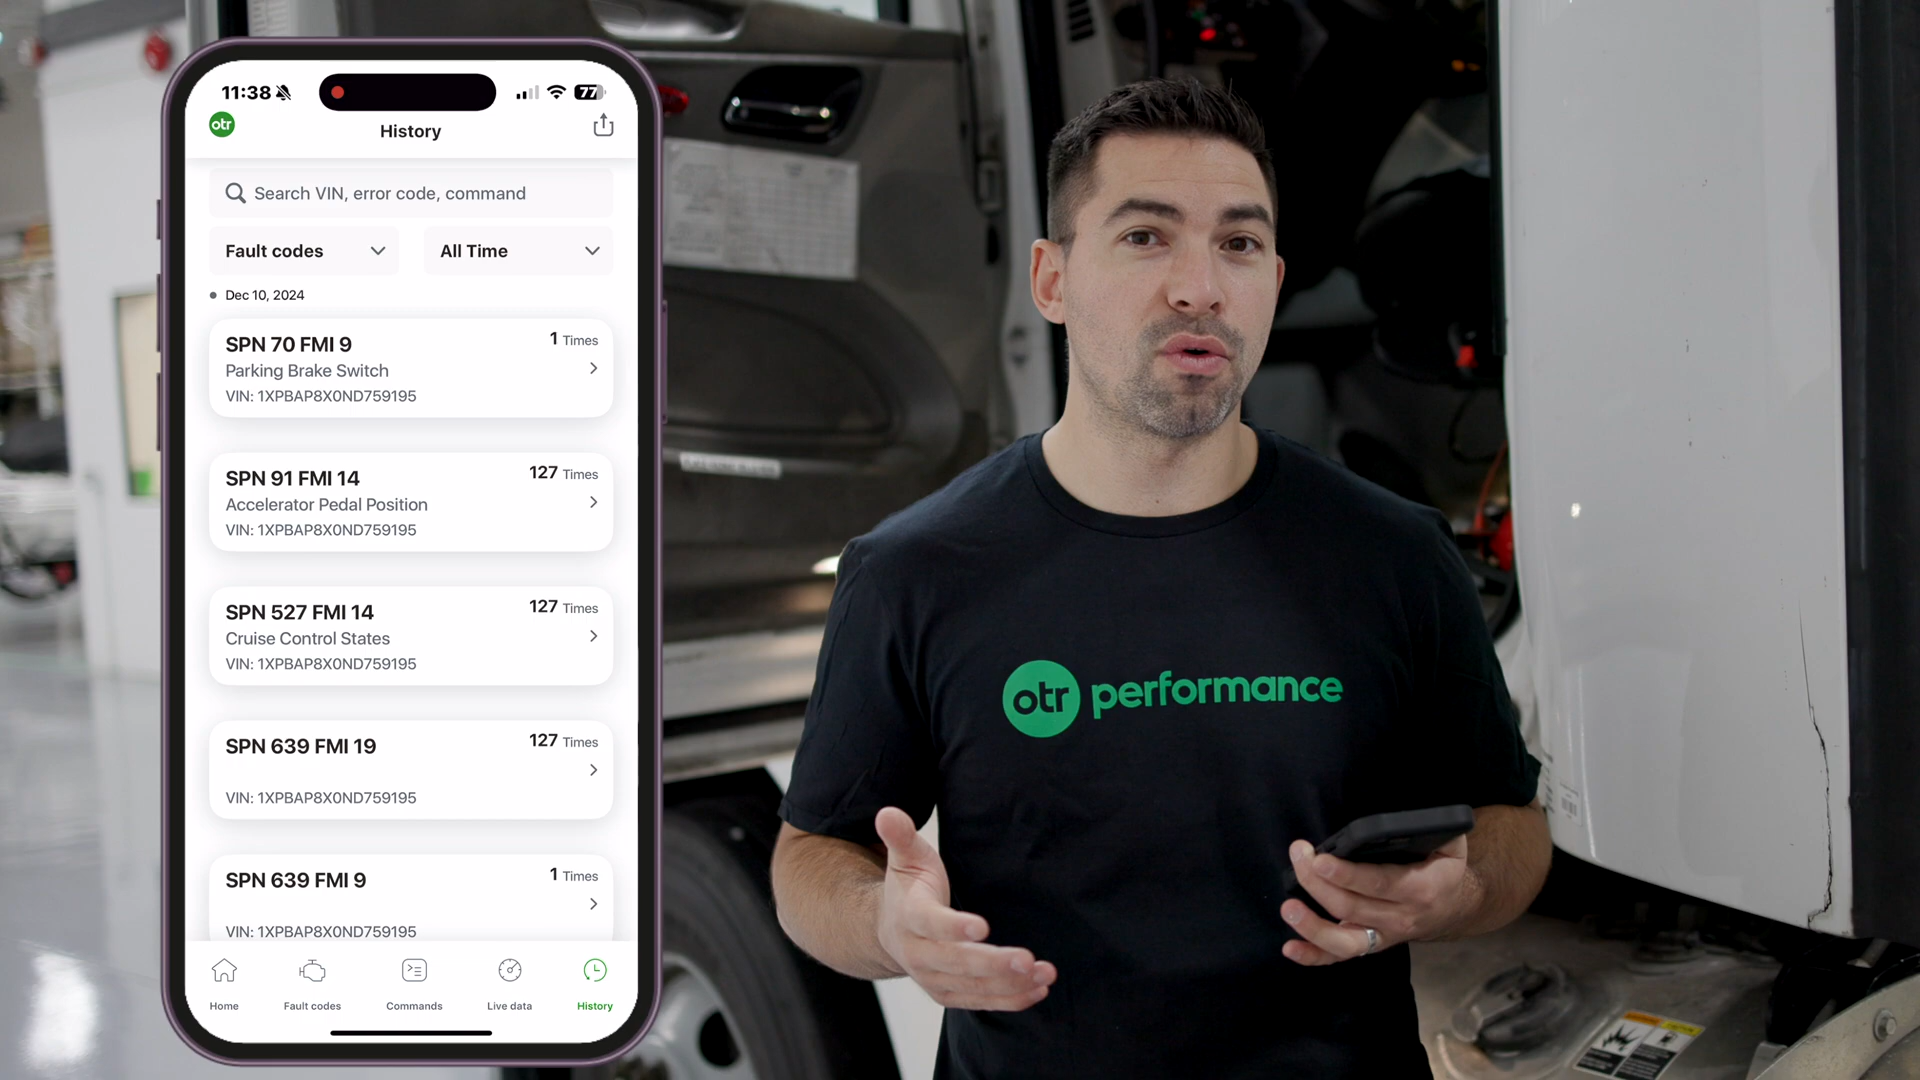 11:38
77
otr
History
Search VIN, error code, command
Fault codes
All Time
Dec 10, 2024
SPN 70 FMI 9
1 Times
Parking Brake Switch
VIN: 1XPBAP8X0ND759195
SPN 91 FMI 14
127 Times
Accelerator Pedal Position
VIN: 1XPBAP8X0ND759195
SPN 527 FMI 14
127 Times
Cruise Control States
VIN: 1XPBAP8X0ND759195
SPN 639 FMI 19
127 Times
VIN: 1XPBAP8X0ND759195
SPN 639 FMI 9
1 Times
VIN: 1XPBAP8X0ND759195
Home
Fault codes
Commands
Live data
History
otr performance